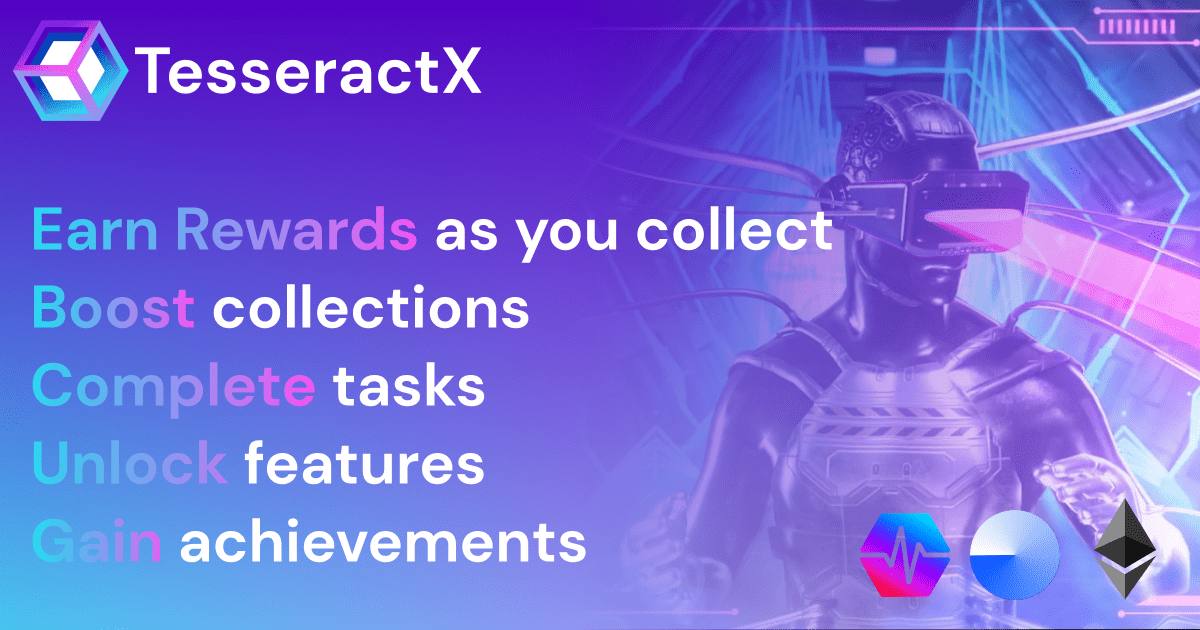 TesseractX
Earn Rewards as you collect
Boost collections
Complete tasks
Unlock features
Gain achievements